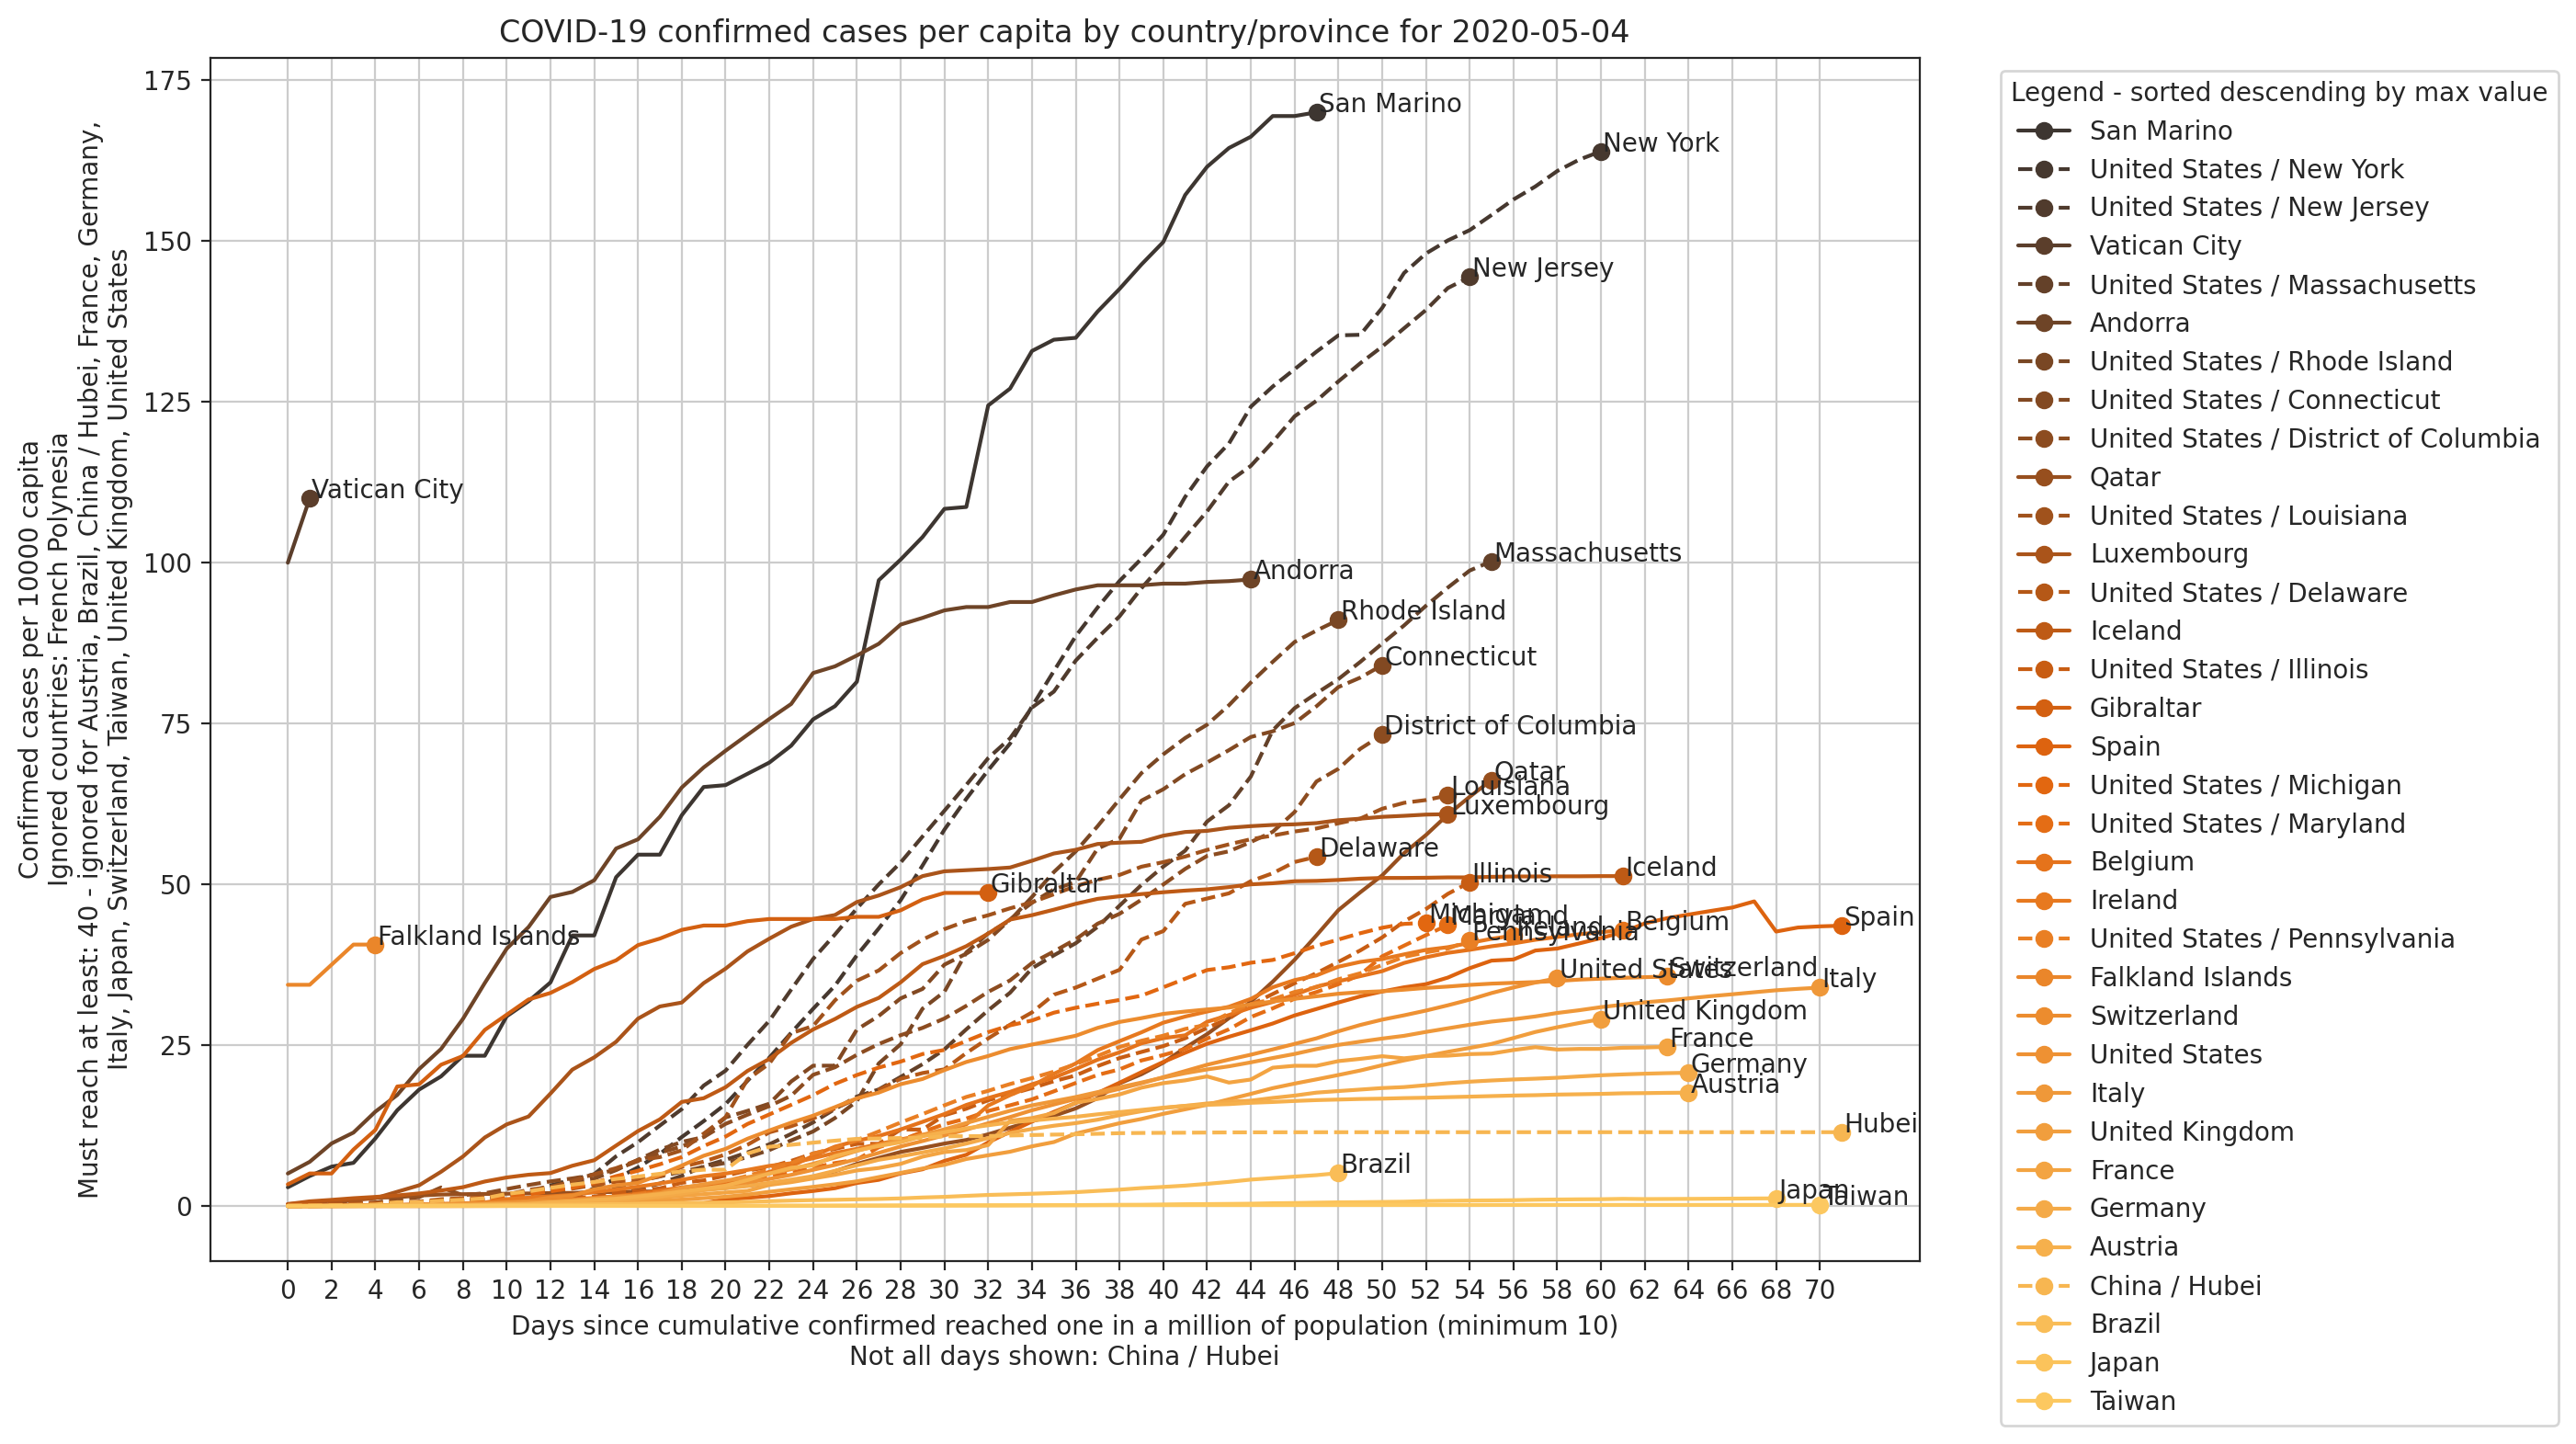 COVID-19 confirmed cases per capita by country/province for 2020-05-04
Confirmed cases per 10000 capita
Ignored countries: French Polynesia
Must reach at least: 40 - ignored for Austria, Brazil, China / Hubei, France, Germany,
Italy, Japan, Switzerland, Taiwan, United Kingdom, United States
175
150
125
100
75
50
25
0
San Marino
New York
New Jersey
Vatican City
Massachusetts
Andorra
Rhode Island
Connecticut
District of Columbia
Qatar
Louisiana
Luxembourg
Delaware
Iceland
Illinois
Gibraltar
Michigan
Maryland
Belgium
Spain
Ireland
Pennsylvania
Falkland Islands
United States
Switzerland
Italy
United Kingdom
France
Germany
Austria
Hubei
Brazil
Japan
Taiwan
0 2 4 6 8 10 12 14 16 18 20 22 24 26 28 30 32 34 36 38 40 42 44 46 48 50 52 54 56 58 60 62 64 66 68 70
Days since cumulative confirmed reached one in a million of population (minimum 10)
Not all days shown: China / Hubei
Legend - sorted descending by max value
San Marino
United States / New York
United States / New Jersey
Vatican City
United States / Massachusetts
Andorra
United States / Rhode Island
United States / Connecticut
United States / District of Columbia
Qatar
United States / Louisiana
Luxembourg
United States / Delaware
Iceland
United States / Illinois
Gibraltar
Spain
United States / Michigan
United States / Maryland
Belgium
Ireland
United States / Pennsylvania
Falkland Islands
Switzerland
United States
Italy
United Kingdom
France
Germany
Austria
China / Hubei
Brazil
Japan
Taiwan